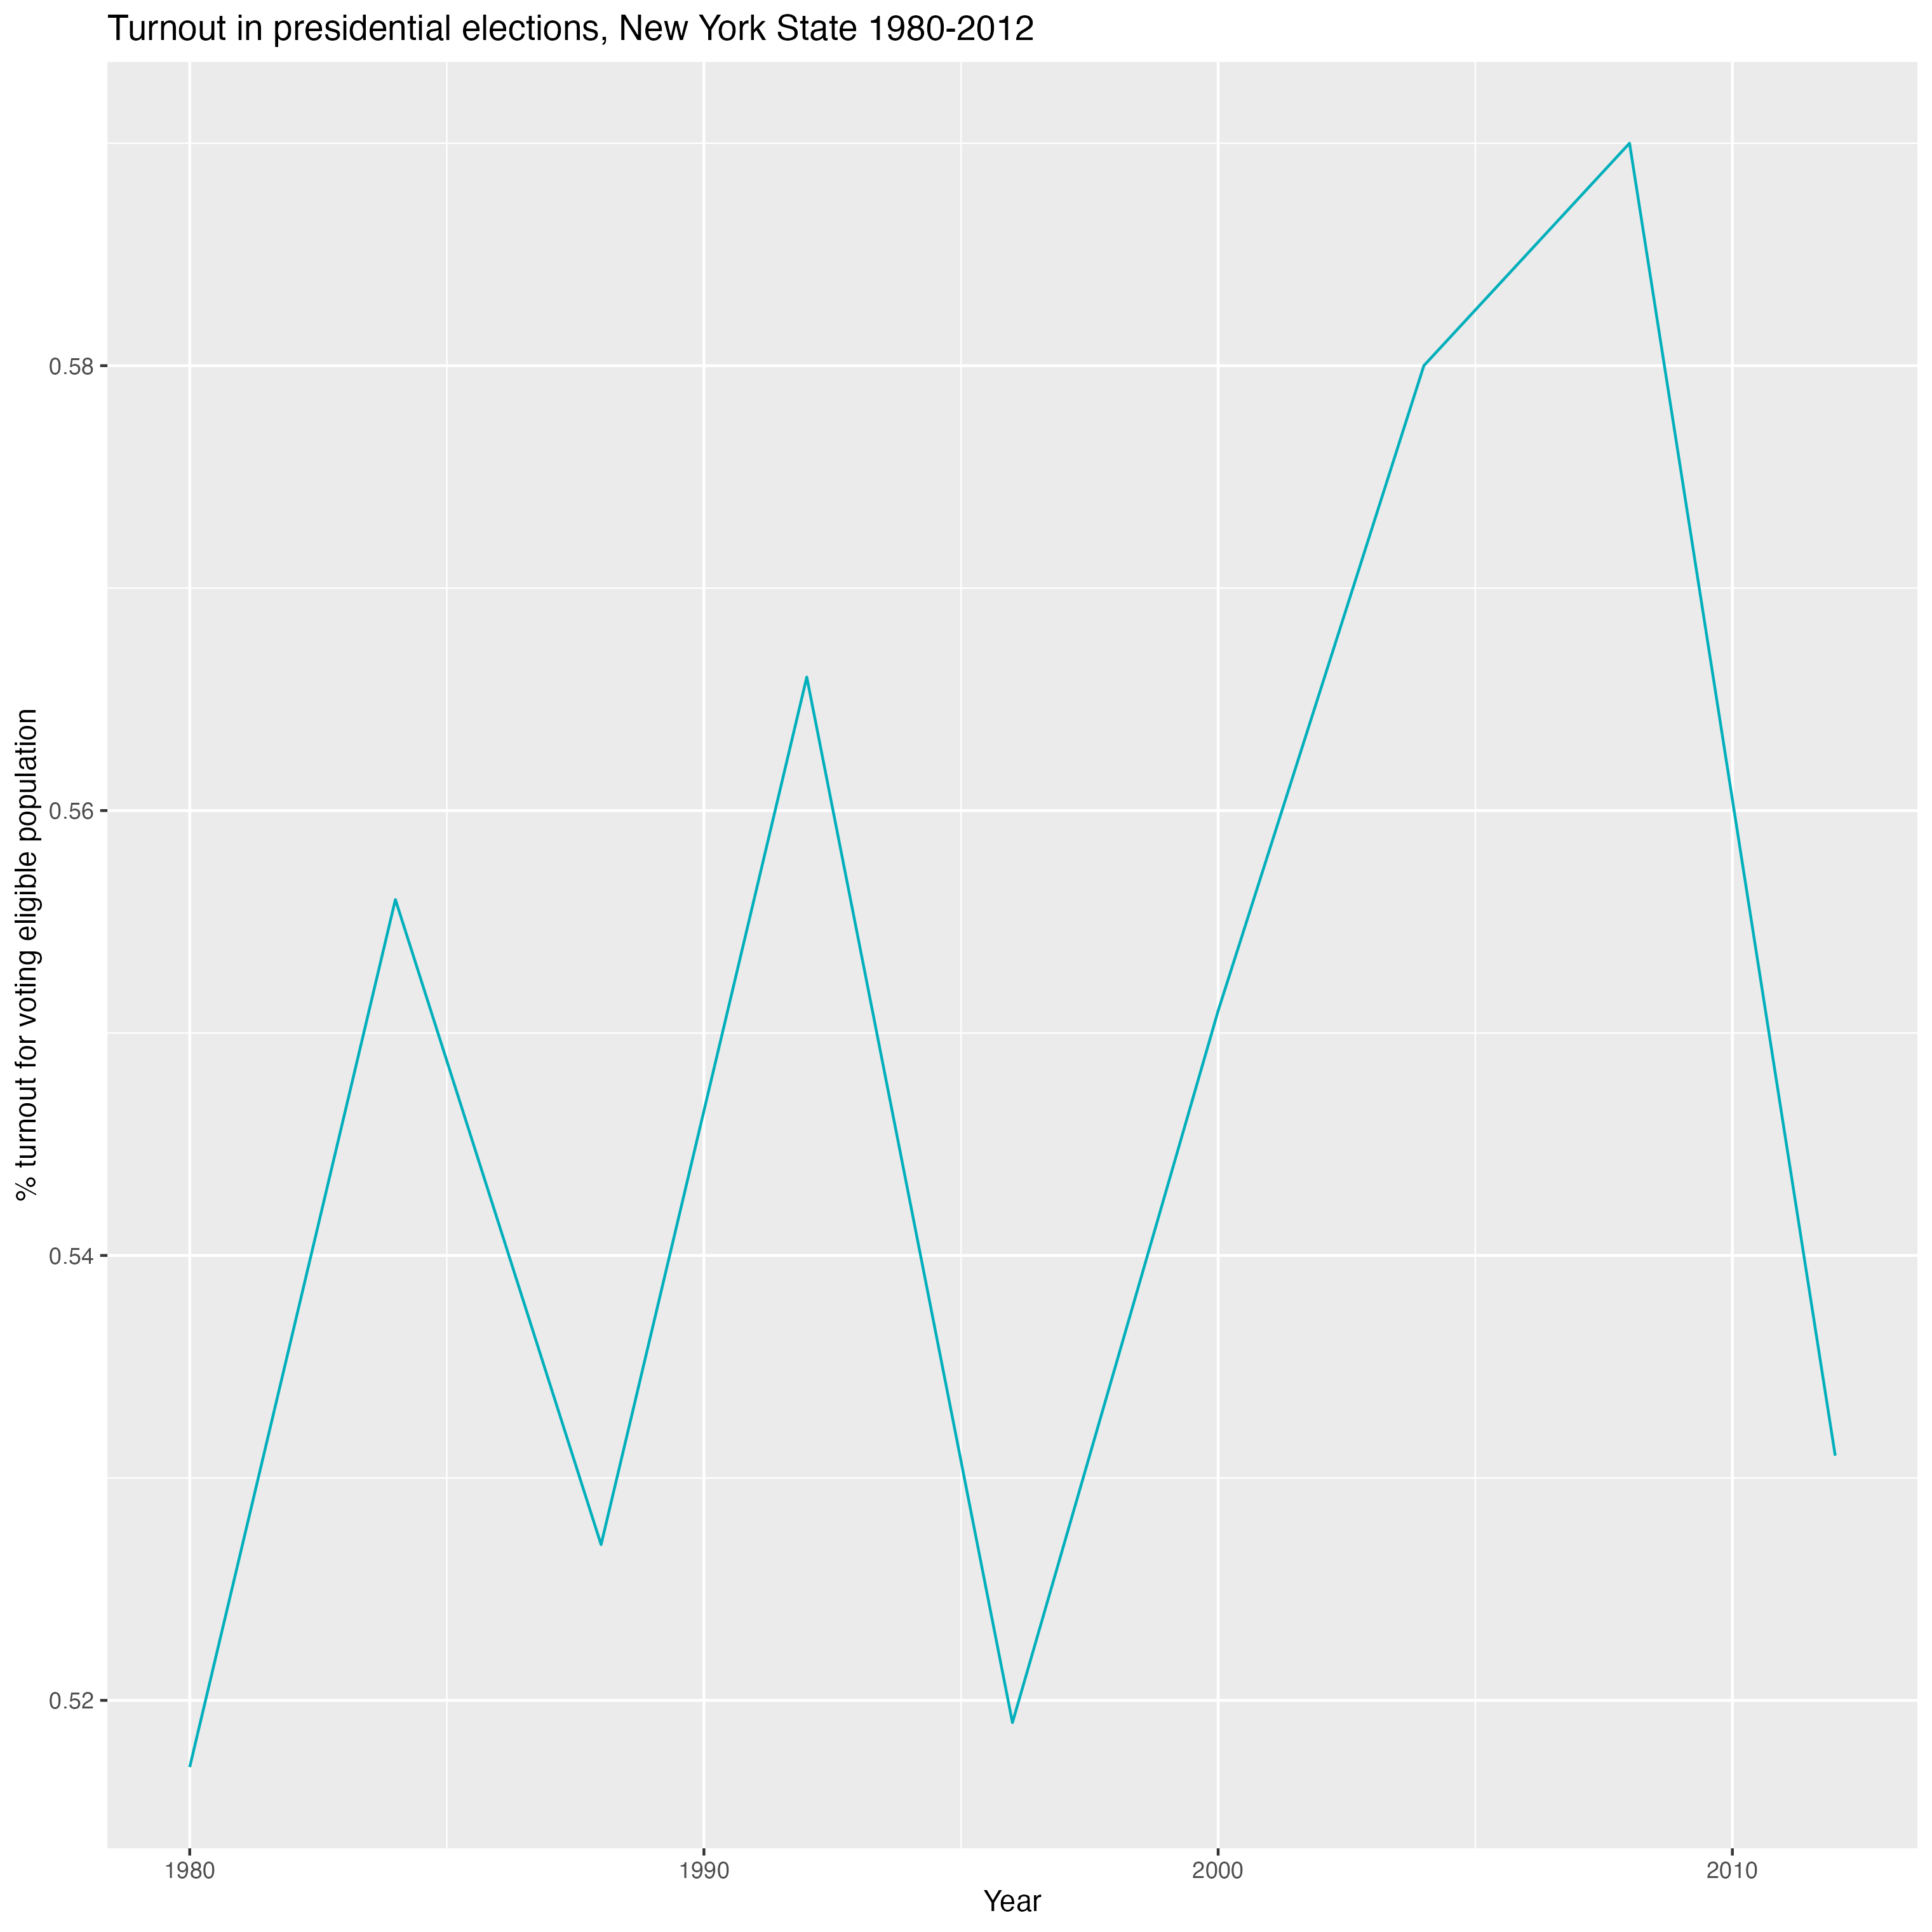 Turnout in presidential elections, New York State 1980-2012
% turnout for voting eligible population
0.58
0.56
0.54
0.52
1980 1990 2000 2010
Year